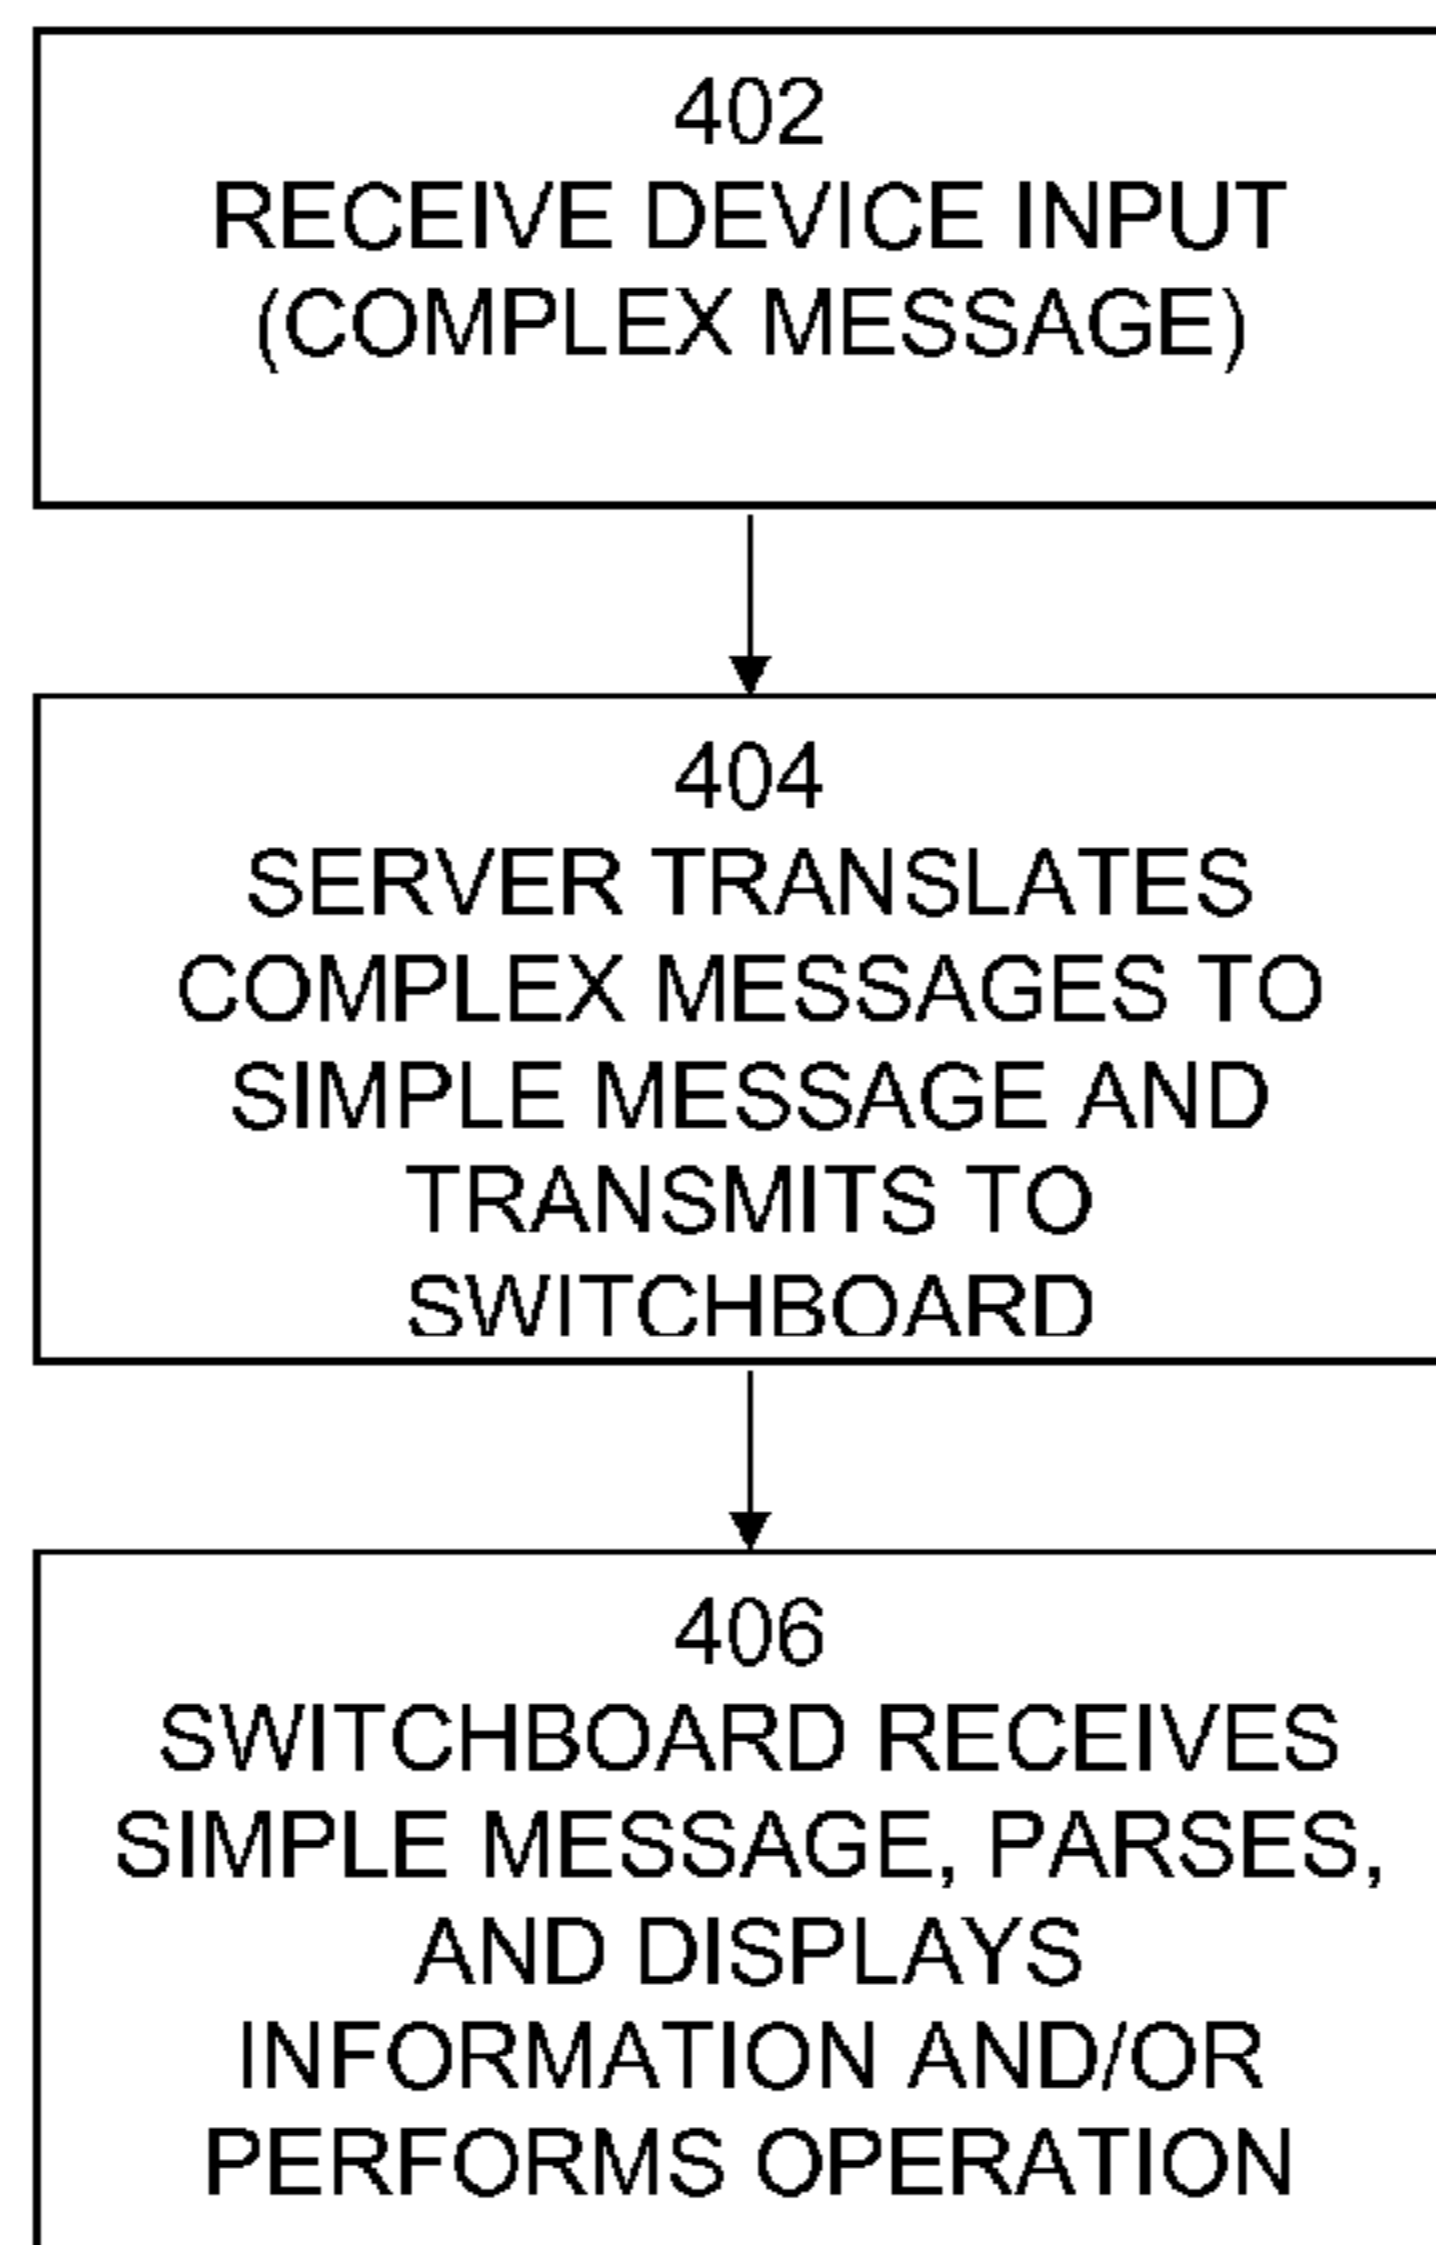 402
RECEIVE DEVICE INPUT
(COMPLEX MESSAGE)
404
SERVER TRANSLATES
COMPLEX MESSAGES TO
SIMPLE MESSAGE AND
TRANSMITS TO
SWITCHBOARD
406
SWITCHBOARD RECEIVES
SIMPLE MESSAGE, PARSES,
AND DISPLAYS
INFORMATION AND/OR
PERFORMS OPERATION